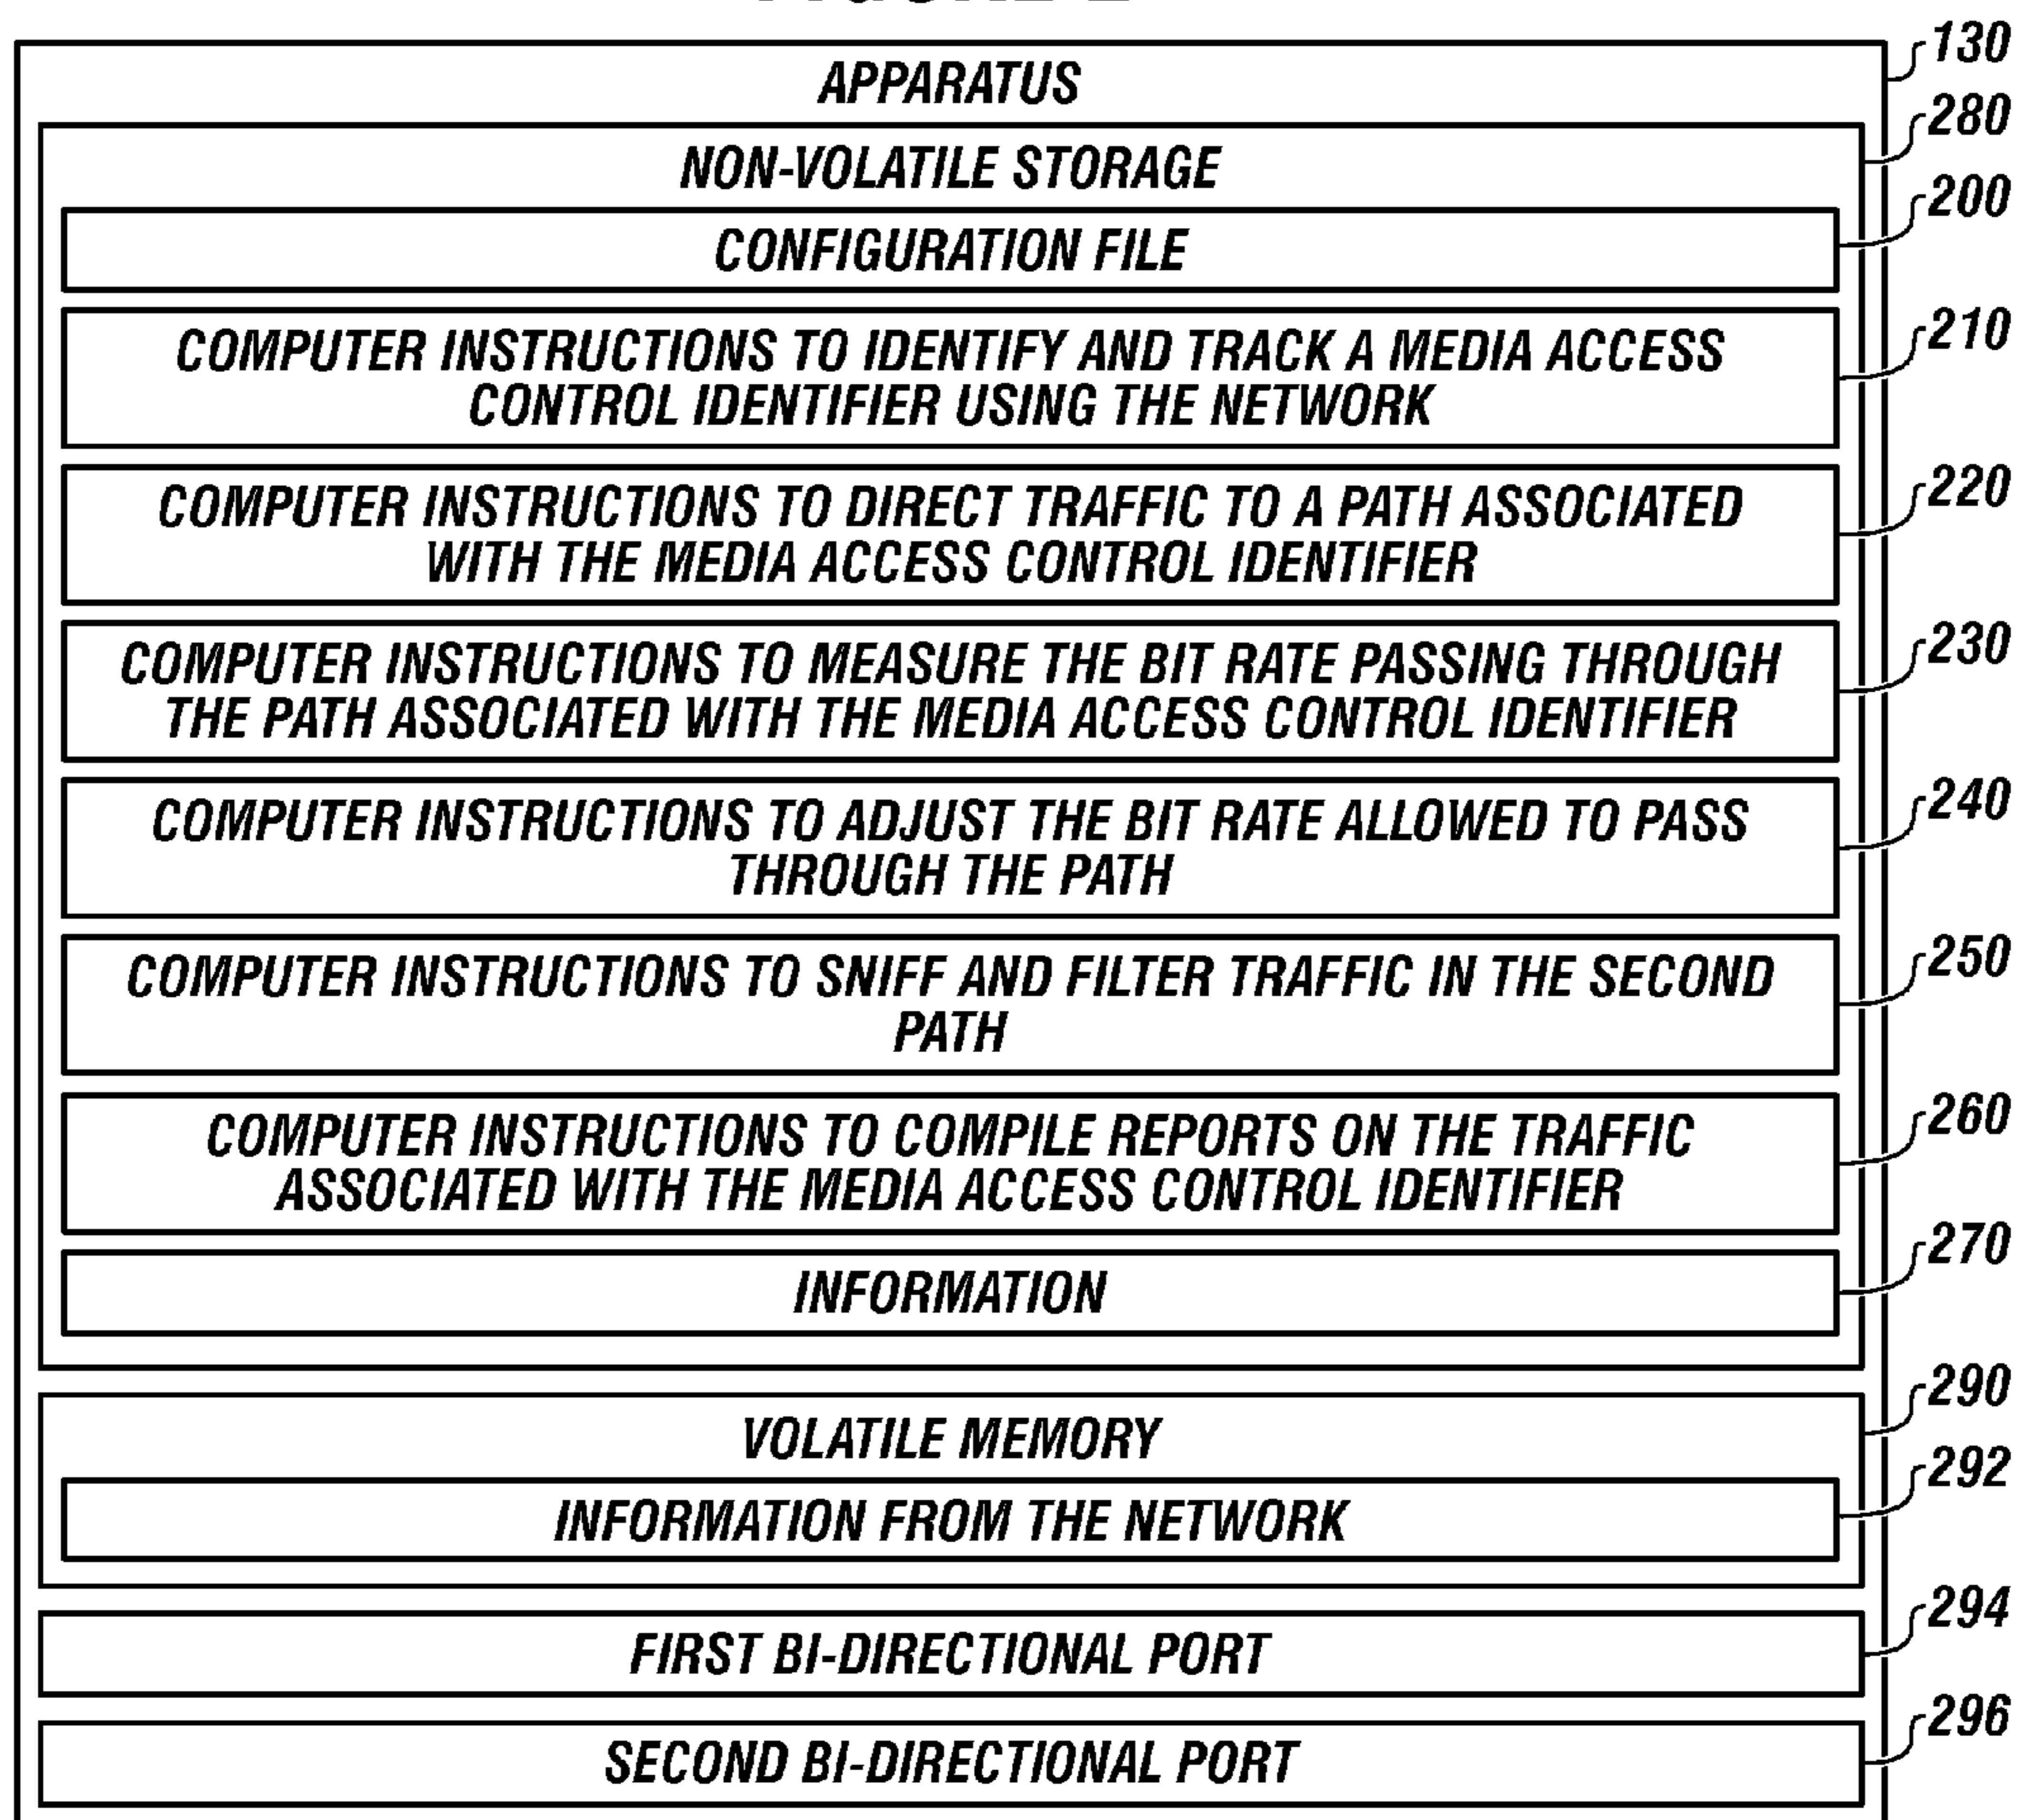 APPARATUS
130
NON-VOLATILE STORAGE
280
CONFIGURATION FILE
200
COMPUTER INSTRUCTIONS TO IDENTIFY AND TRACK A MEDIA ACCESS
CONTROL IDENTIFIER USING THE NETWORK
210
COMPUTER INSTRUCTIONS TO DIRECT TRAFFIC TO A PATH ASSOCIATED
WITH THE MEDIA ACCESS CONTROL IDENTIFIER
220
COMPUTER INSTRUCTIONS TO MEASURE THE BIT RATE PASSING THROUGH
THE PATH ASSOCIATED WITH THE MEDIA ACCESS CONTROL IDENTIFIER
230
COMPUTER INSTRUCTIONS TO ADJUST THE BIT RATE ALLOWED TO PASS
THROUGH THE PATH
240
COMPUTER INSTRUCTIONS TO SNIFF AND FILTER TRAFFIC IN THE SECOND
PATH
250
COMPUTER INSTRUCTIONS TO COMPILE REPORTS ON THE TRAFFIC
ASSOCIATED WITH THE MEDIA ACCESS CONTROL IDENTIFIER
260
INFORMATION
270
VOLATILE MEMORY
290
INFORMATION FROM THE NETWORK
292
FIRST BI-DIRECTIONAL PORT
294
SECOND BI-DIRECTIONAL PORT
296